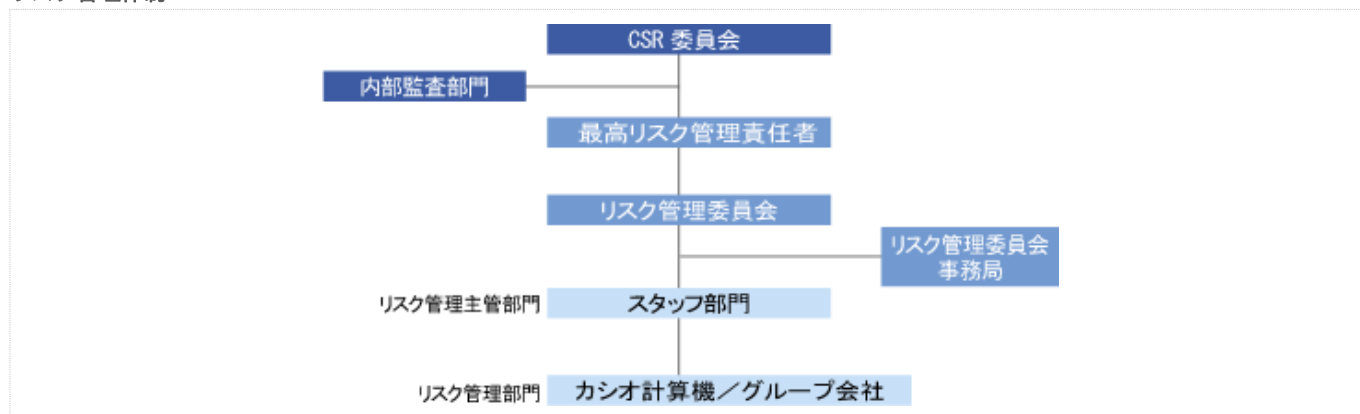 CSR 委員会
内部監査部門
最高リスク管理責任者
リスク管理委員会
リスク管理委員会
事務局
リスク管理主管部門
スタッフ部門
リスク管理部門
カシオ計算機／グループ会社